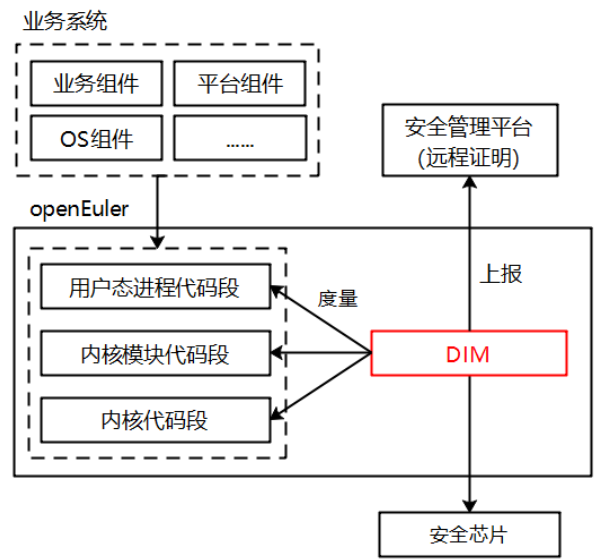 业务系统
业务组件
平台组件
OS组件
......
安全管理平台
(远程证明)
openEuler
上报
用户态进程代码段
度量
内核模块代码段
DIM
内核代码段
安全芯片